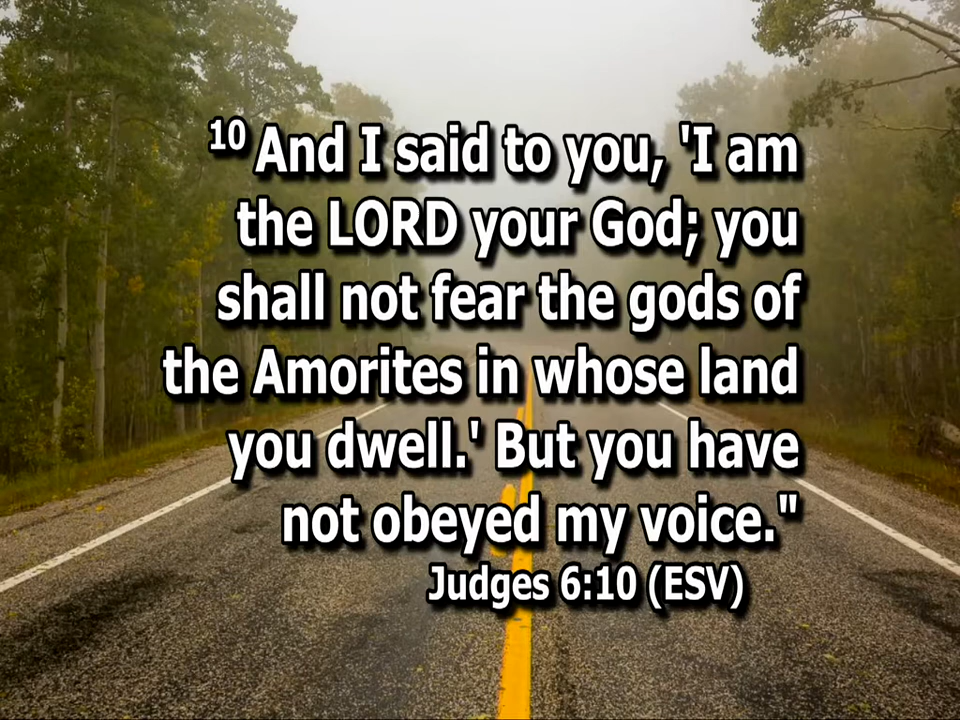 10 And I said to you, 'I am
the LORD your God; you
shall not fear the gods of
the Amorites in whose land
you dwell.' But you have
not obeyed my voice."
Judges 6:10 (ESV)